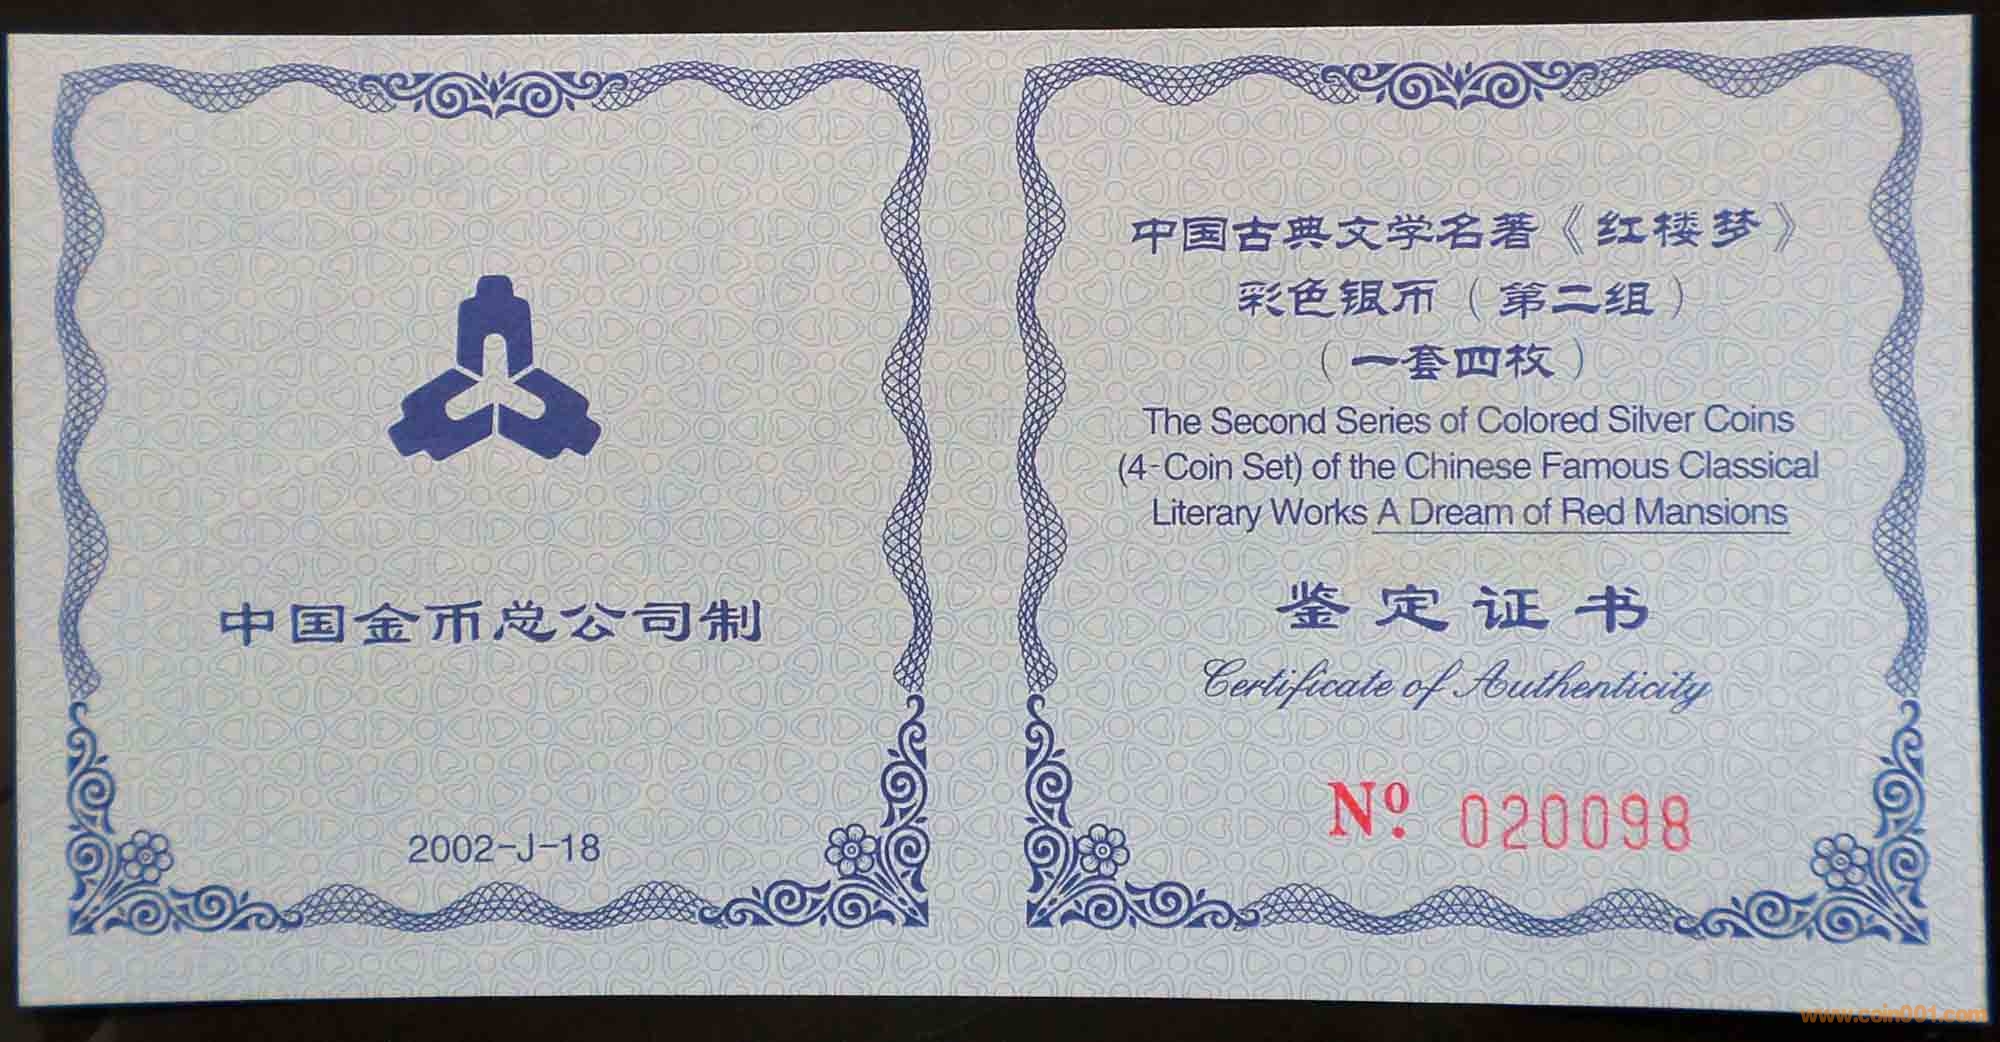 中国金币总公司制
2002-J-18
中国古典文学名著《红楼梦》
彩色银币（第二组）
（一套四枚）
The Second Series of Colored Silver Coins
(4-Coin Set) of the Chinese Famous Classical
Literary Works A Dream of Red Mansions
鉴定证书
Certificate of Authenticity
Nº. 020098
www.coin001.com